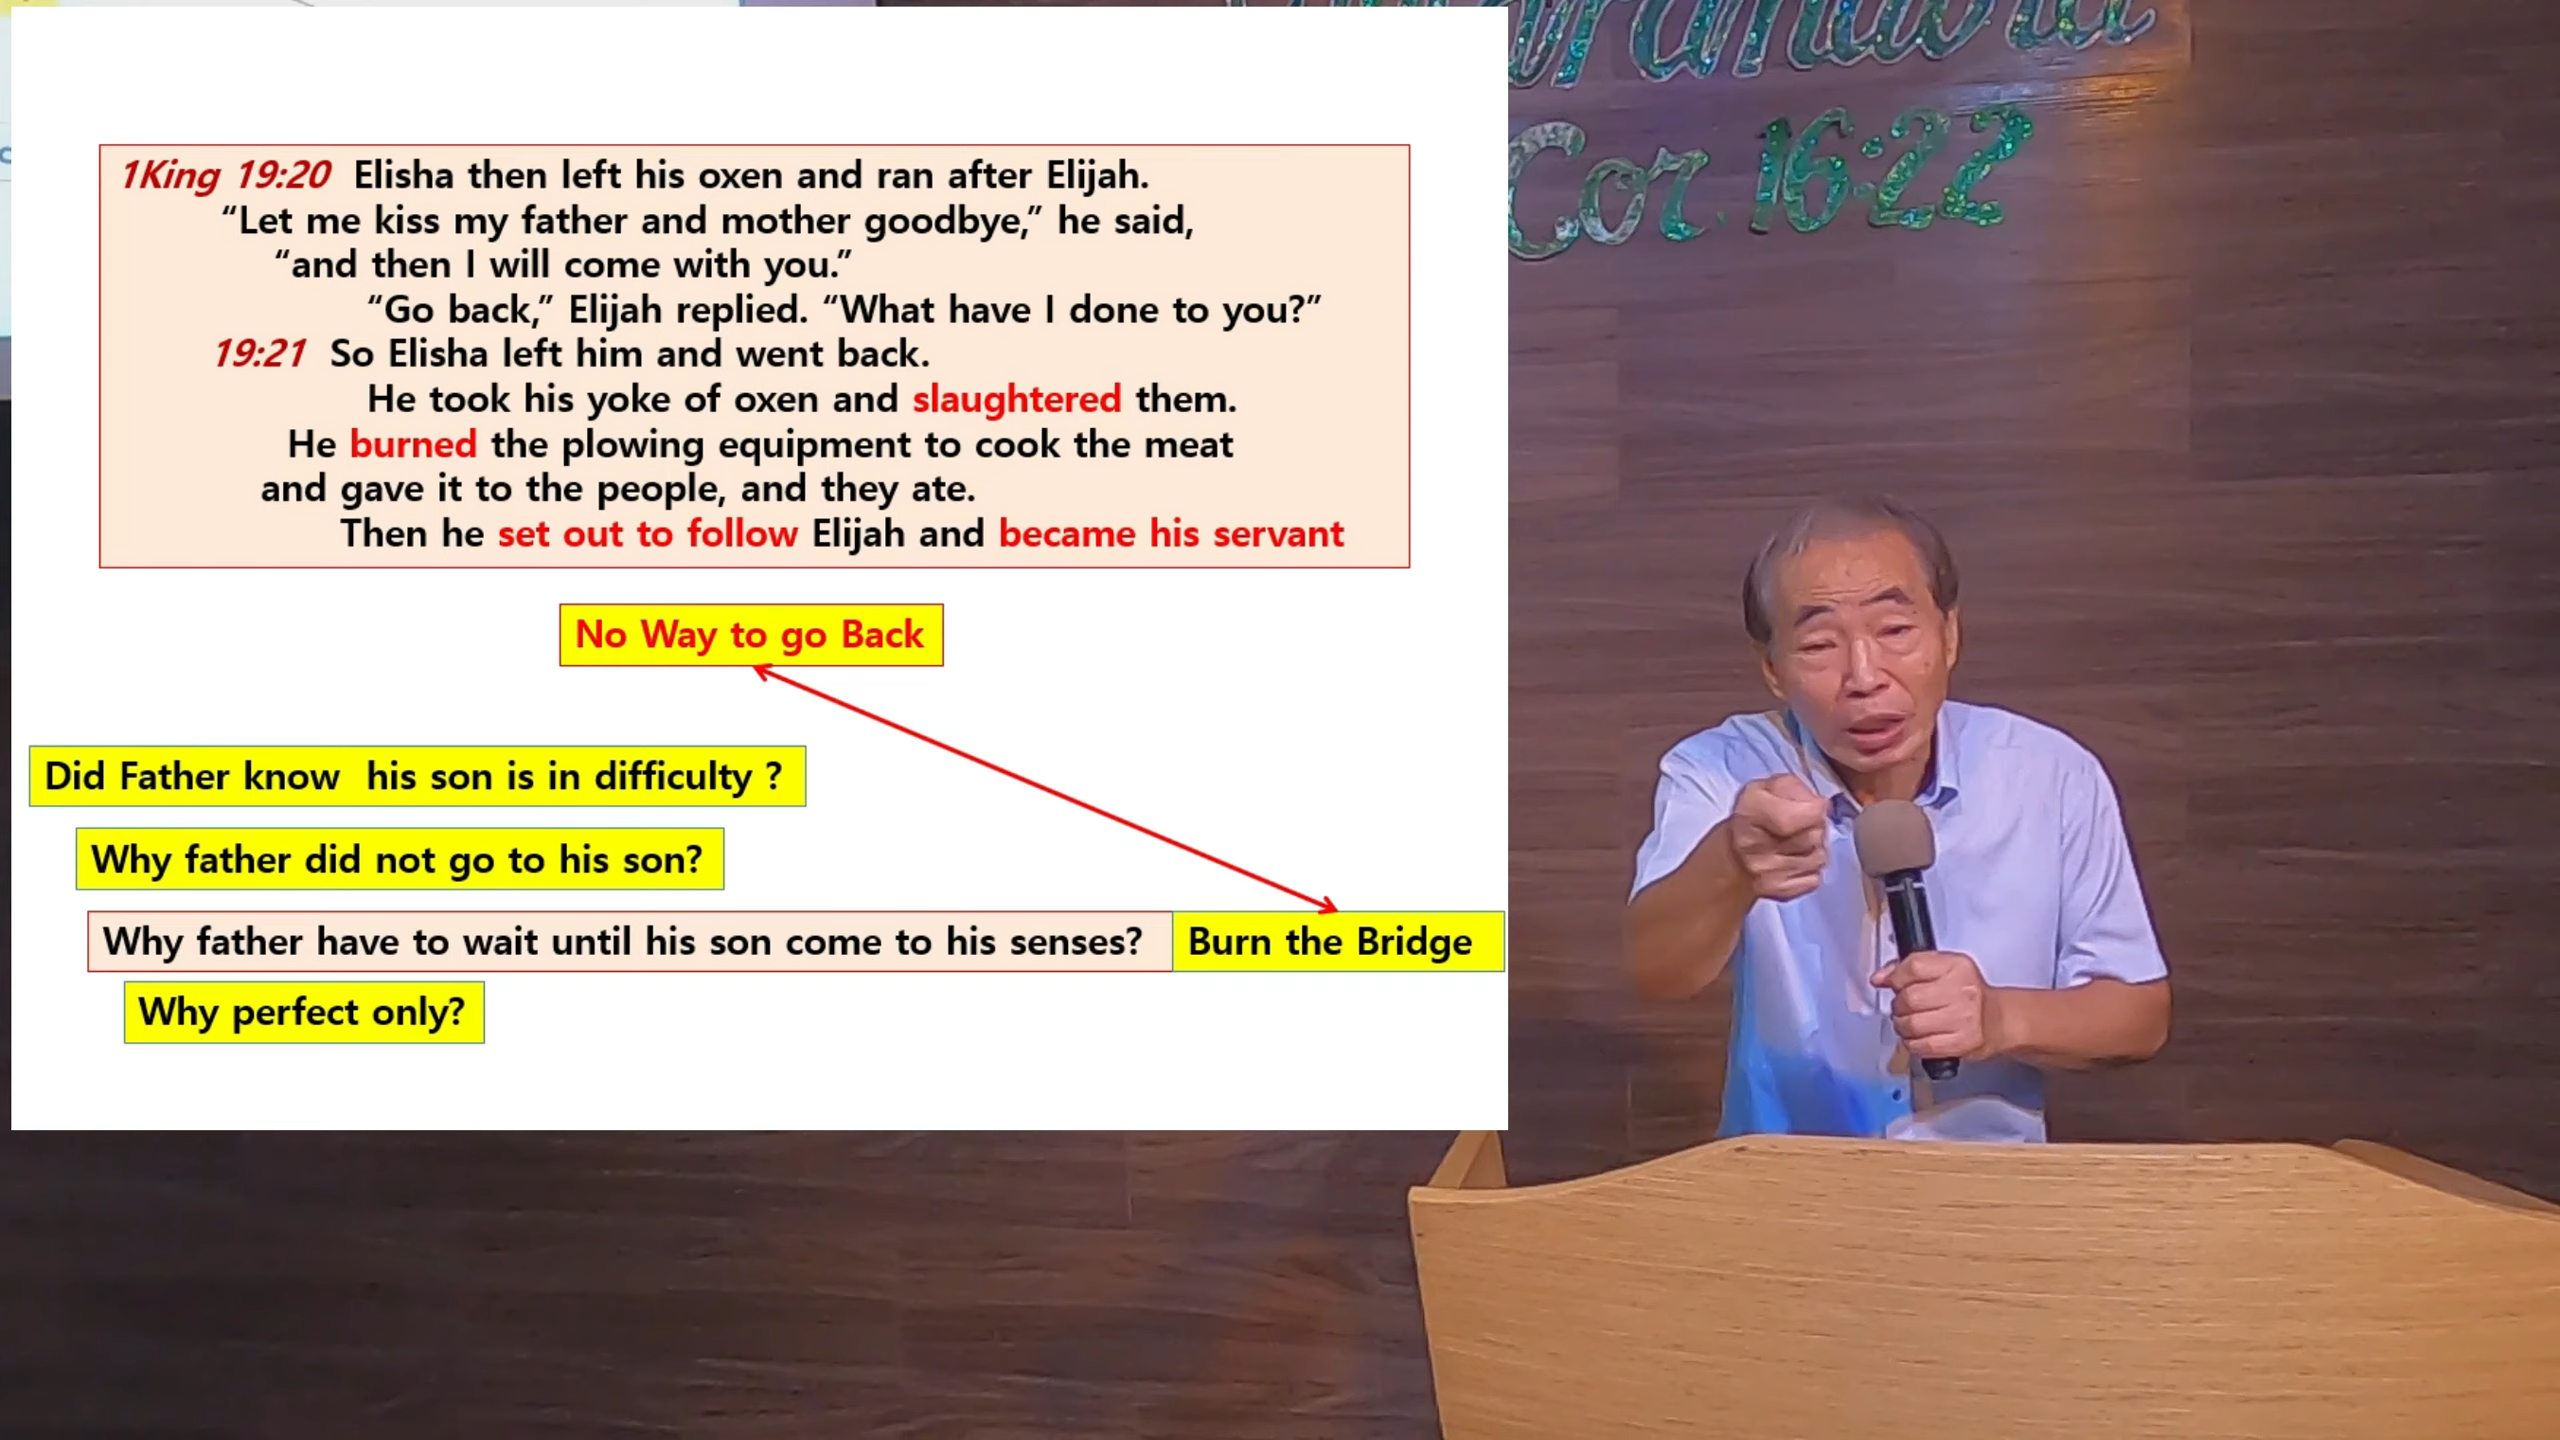 1King 19:20 Elisha then left his oxen and ran after Elijah.
“Let me kiss my father and mother goodbye,” he said,
“and then I will come with you.”
“Go back,” Elijah replied. “What have I done to you?”
19:21 So Elisha left him and went back.
He took his yoke of oxen and slaughtered them.
He burned the plowing equipment to cook the meat
and gave it to the people, and they ate.
Then he set out to follow Elijah and became his servant
No Way to go Back
Did Father know his son is in difficulty ?
Why father did not go to his son?
Why father have to wait until his son come to his senses? Burn the Bridge
Why perfect only?
Cor. 16:22